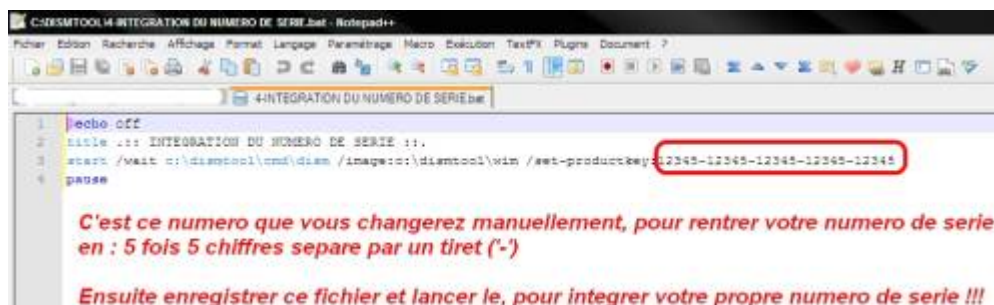 C:\DISMTOOL\4-INTEGRATION DU NUMERO DE SERIE.bat - Notepad++
Fichier Edition Recherche Affichage Format Langage Paramétrage Macro Exécution TextFX Plugins Document ?
4-INTEGRATION DU NUMERO DE SERIE.bat
1 @echo off
2 title .:: INTEGRATION DU NUMERO DE SERIE ::.
3 start /wait c:\dismtool\cmd\dism /image:c:\dismtool\wim /set-productkey:12345-12345-12345-12345-12345
4 pause
C'est ce numero que vous changerez manuellement, pour rentrer votre numero de serie
en : 5 fois 5 chiffres separe par un tiret ('-')
Ensuite enregistrer ce fichier et lancer le, pour integrer votre propre numero de serie !!!